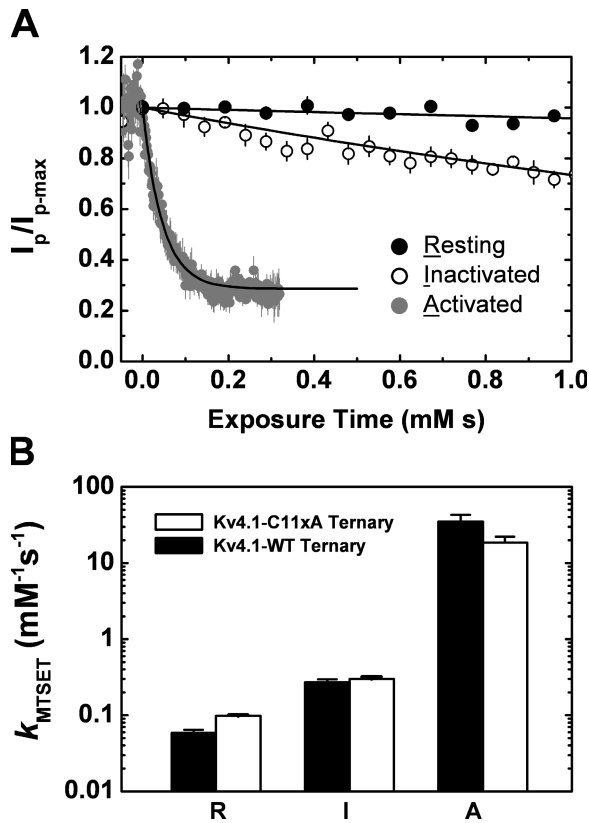 A
1.2
1.0
0.8
0.6
0.4
0.2
0.0
Ip/Ip-max
Resting
Inactivated
Activated
0.0 0.2 0.4 0.6 0.8 1.0
Exposure Time (mM s)
B
100
10
1
0.1
0.01
kMTSET (mM-1s-1)
Kv4.1-C11xA Ternary
Kv4.1-WT Ternary
R I A